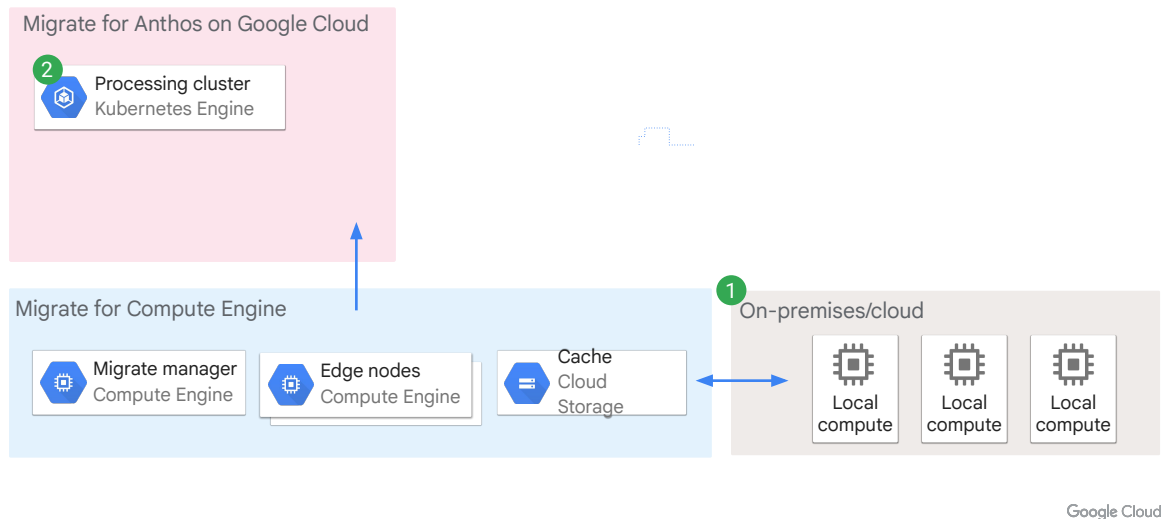 Migrate for Anthos on Google Cloud
2
Processing cluster
Kubernetes Engine
Migrate for Compute Engine
Migrate manager
Compute Engine
Edge nodes
Compute Engine
Cache
Cloud
Storage
1
On-premises/cloud
Local
compute
Local
compute
Local
compute
Google Cloud